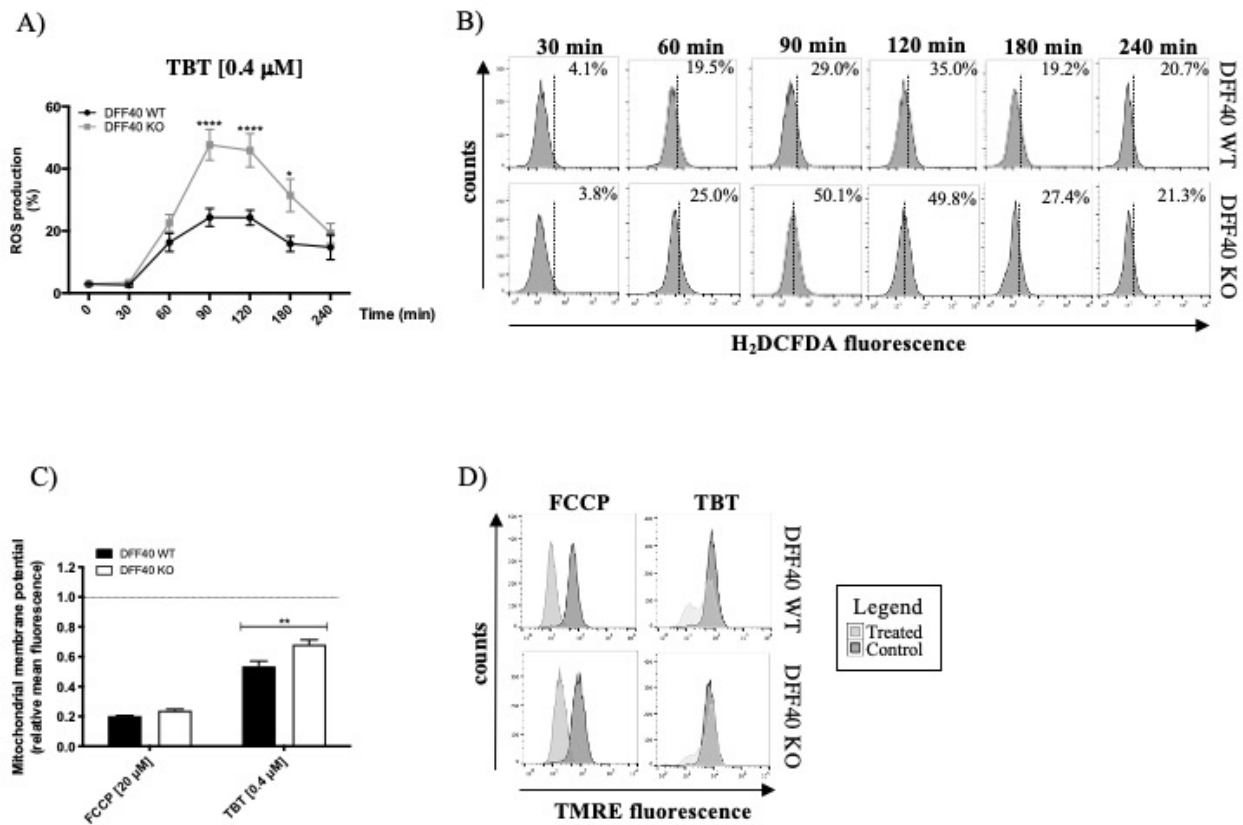 A)
TBT [0.4 µM]
DFF40 WT
DFF40 KO
ROS production
(%)
60
40
20
0
****
****
*
0 30 60 90 120 180 240
Time (min)
B)
30 min 60 min 90 min 120 min 180 min 240 min
4.1% 19.5% 29.0% 35.0% 19.2% 20.7%
DFF40 WT
3.8% 25.0% 50.1% 49.8% 27.4% 21.3%
DFF40 KO
counts
H₂DCFDA fluorescence
C)
DFF40 WT
DFF40 KO
Mitochondrial membrane potential
(relative mean fluorescence)
1.2
1.0
0.8
0.6
0.4
0.2
0.0
**
FCCP [20 µM]
TBT [0.4 µM]
D)
FCCP TBT
DFF40 WT
DFF40 KO
counts
TMRE fluorescence
Legend
Treated
Control